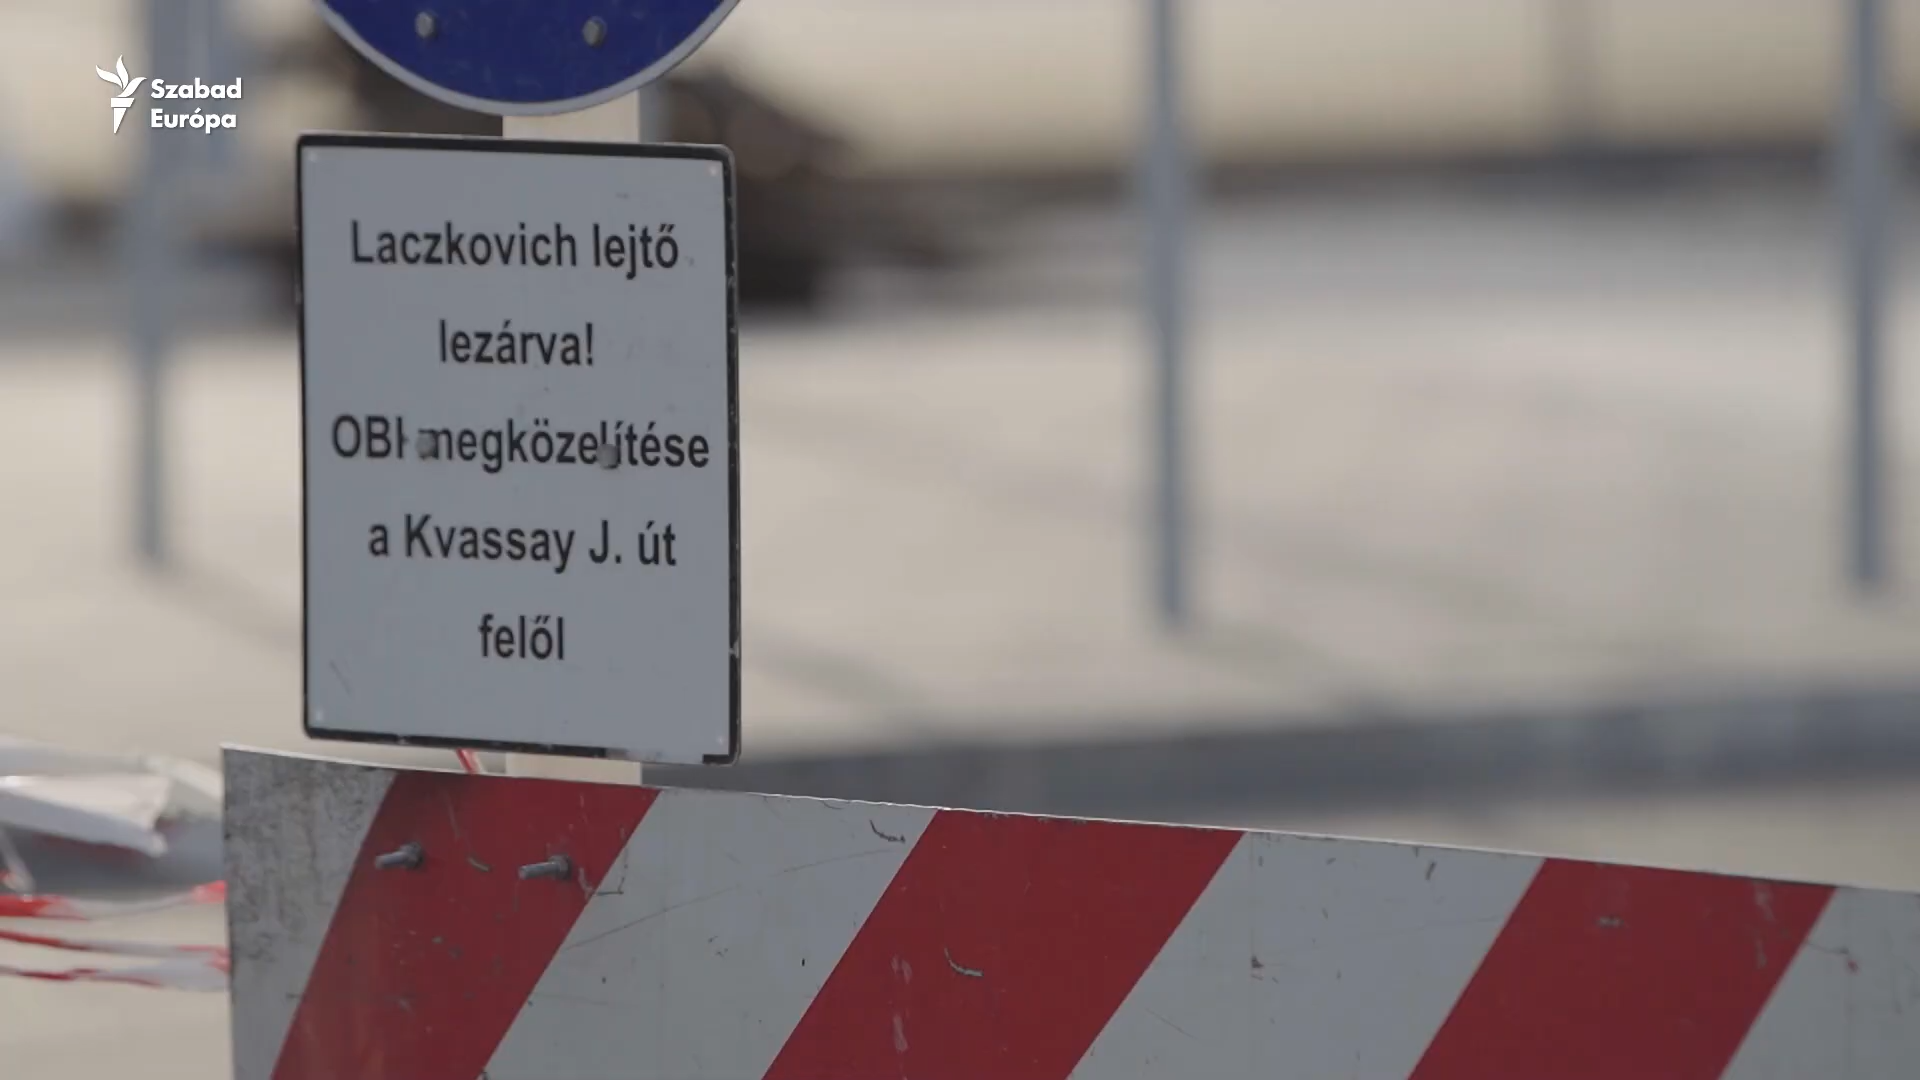 Szabad
Európa
Laczkovich lejtő
lezárva!
OBI megközelítése
a Kvassay J. út
felől